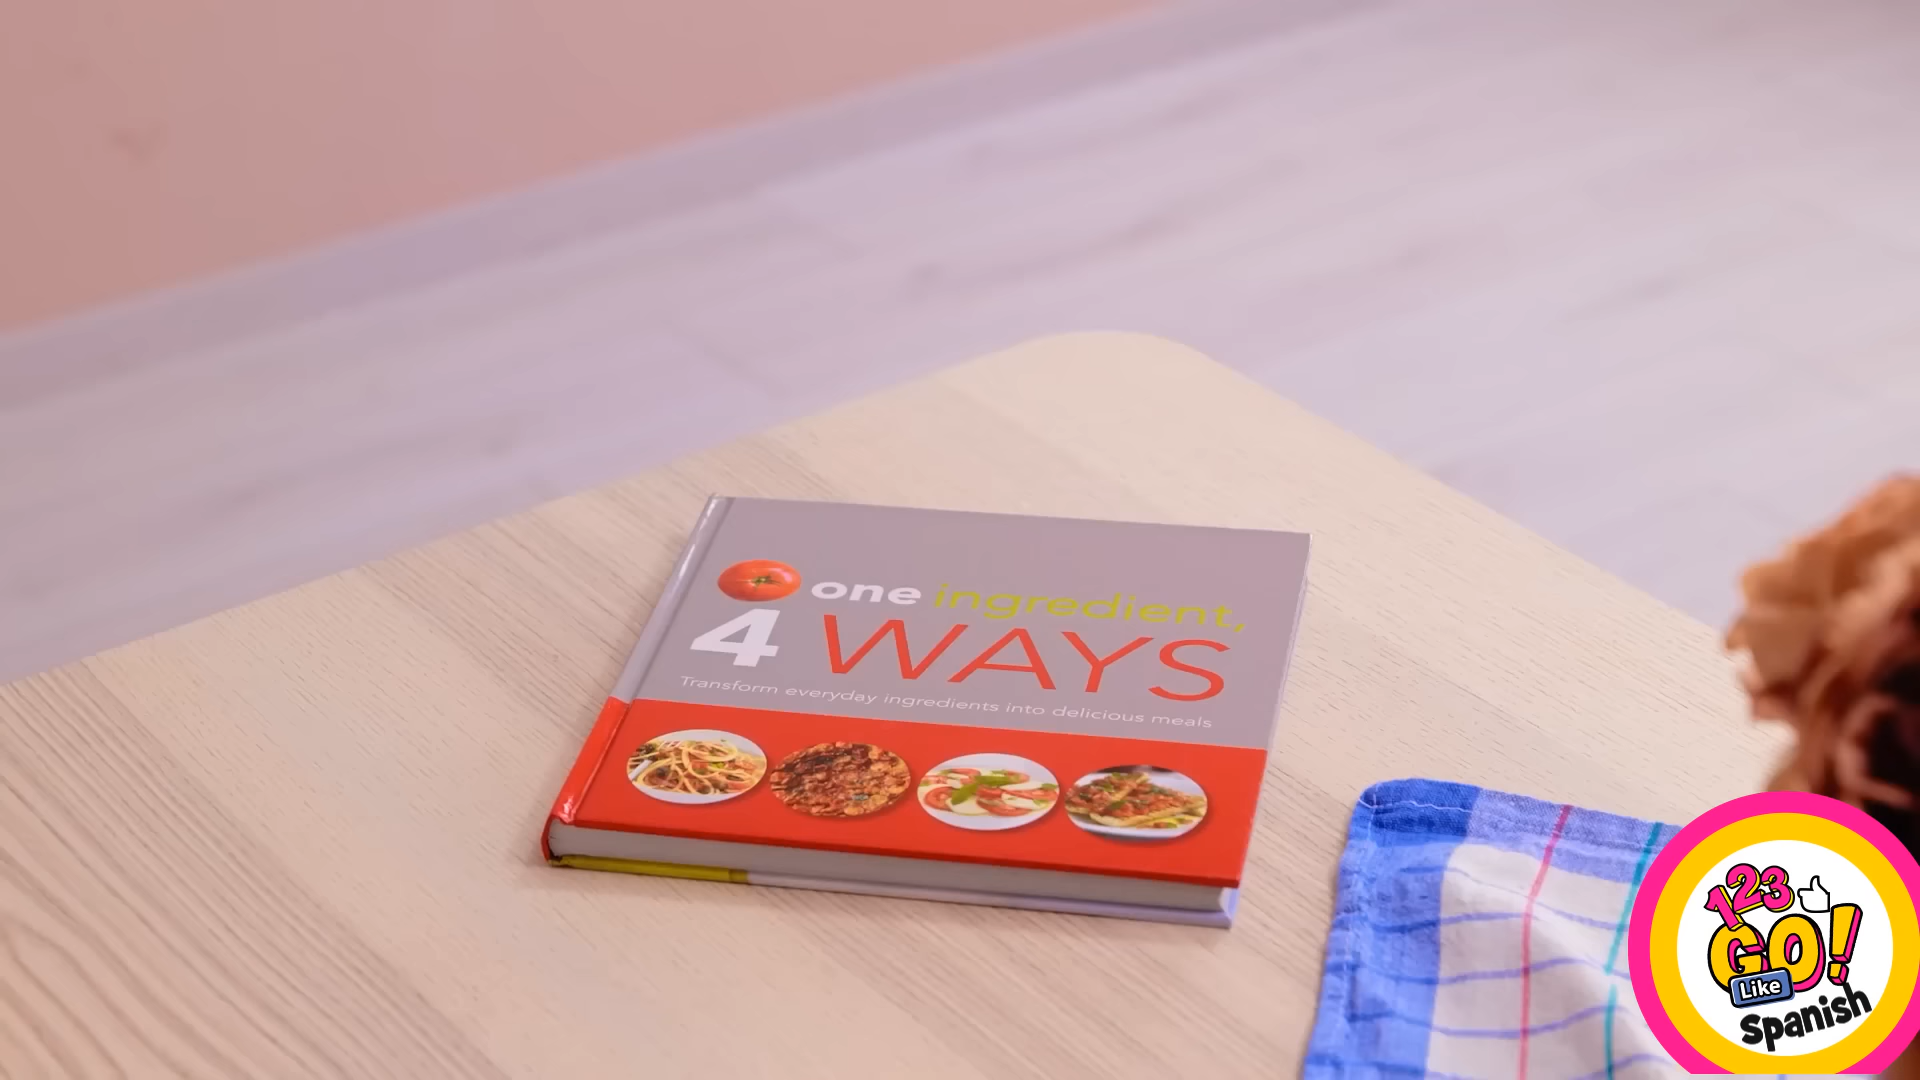 one ingredient,
4 WAYS
Transform everyday ingredients into delicious meals
123
GO!
Like
Spanish